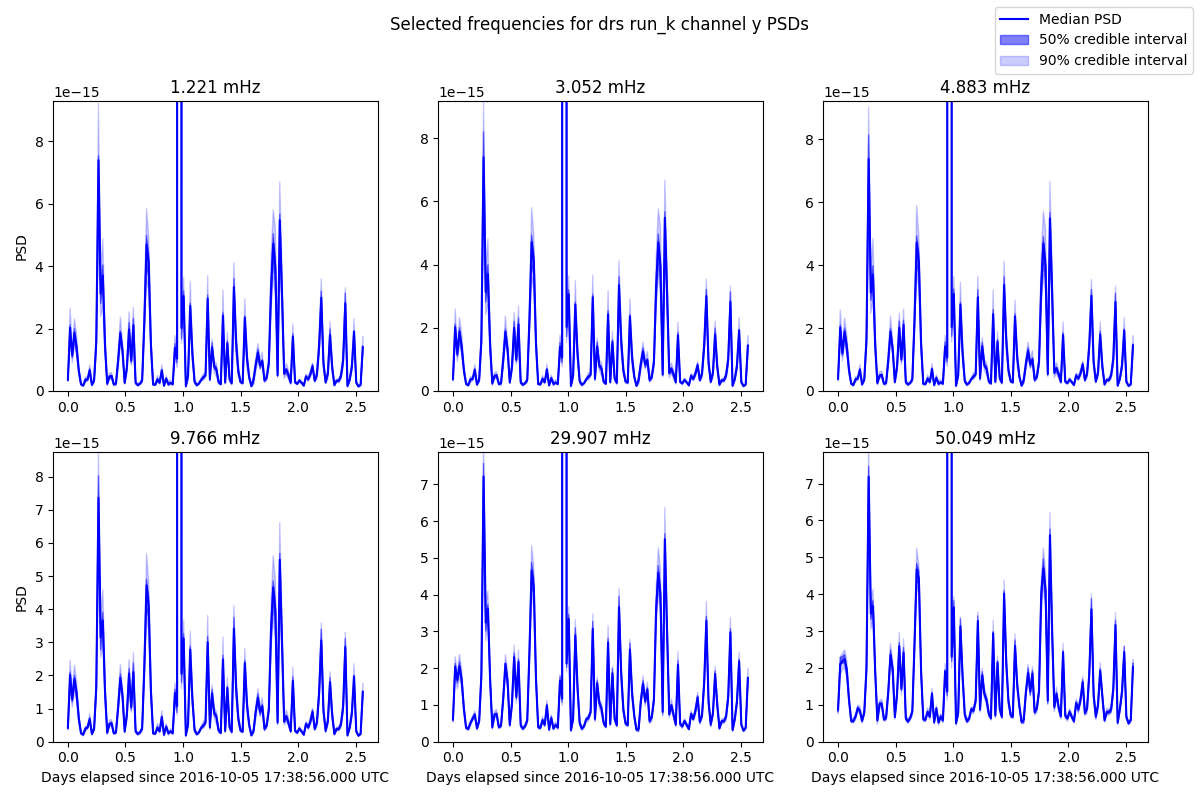 Selected frequencies for drs run_k channel y PSDs
Median PSD
50% credible interval
90% credible interval
1e−15
1.221 mHz
1e−15
3.052 mHz
1e−15
4.883 mHz
PSD
8
6
4
2
0
8
6
4
2
0
8
6
4
2
0
0.0 0.5 1.0 1.5 2.0 2.5
0.0 0.5 1.0 1.5 2.0 2.5
0.0 0.5 1.0 1.5 2.0 2.5
1e−15
9.766 mHz
1e−15
29.907 mHz
1e−15
50.049 mHz
PSD
8
7
6
5
4
3
2
1
0
7
6
5
4
3
2
1
0
7
6
5
4
3
2
1
0
0.0 0.5 1.0 1.5 2.0 2.5
0.0 0.5 1.0 1.5 2.0 2.5
0.0 0.5 1.0 1.5 2.0 2.5
Days elapsed since 2016-10-05 17:38:56.000 UTC
Days elapsed since 2016-10-05 17:38:56.000 UTC
Days elapsed since 2016-10-05 17:38:56.000 UTC